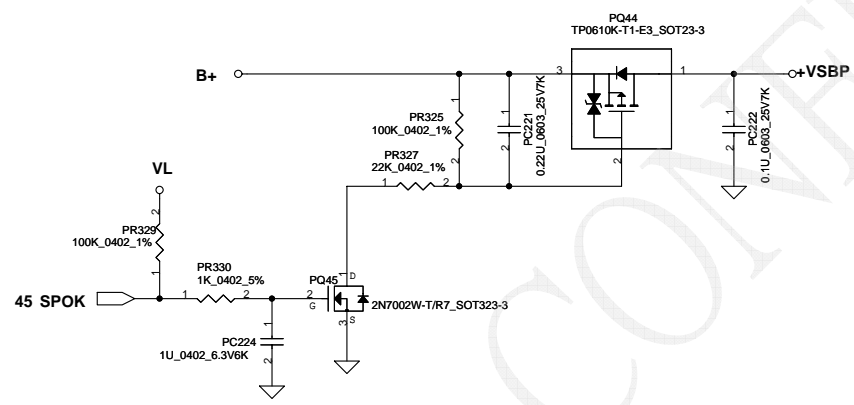 PQ44
TP0610K-T1-E3_SOT23-3
B+
3
1
+VSBP
1
PR325
100K_0402_1%
2
1
PC221
0.22U_0603_25V7K
2
1
PC222
0.1U_0603_25V7K
2
2
PR327
22K_0402_1%
1
2
VL
2
PR329
100K_0402_1%
1
PR330
1K_0402_5%
45 SPOK
1
2
PQ45
1
D
2
G
2N7002W-T/R7_SOT323-3
3
S
1
PC224
1U_0402_6.3V6K
2
CONF